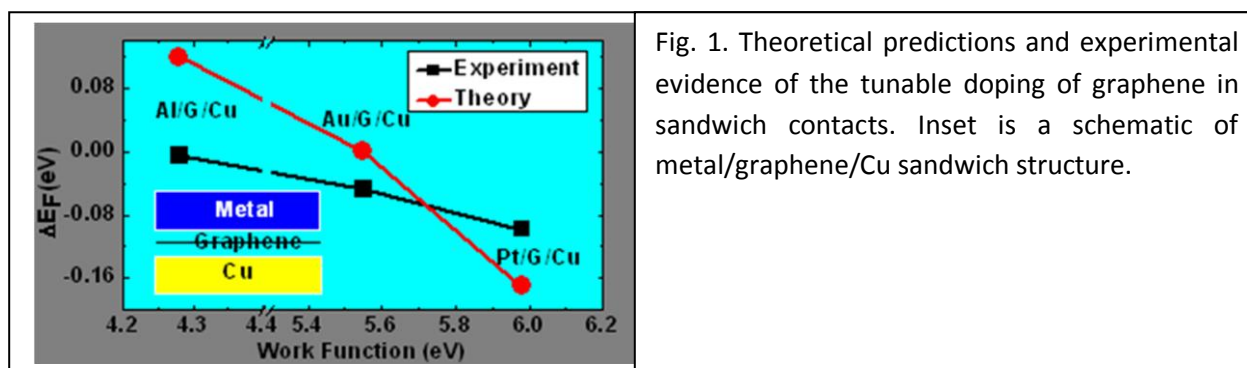 0.08
0.00
-0.08
-0.16
ΔEF(eV)
Experiment
Theory
Al/G/Cu
Au/G/Cu
Pt/G/Cu
Metal
Graphene
Cu
4.2 4.3 4.4 5.4 5.6 5.8 6.0 6.2
Work Function (eV)
Fig. 1. Theoretical predictions and experimental
evidence of the tunable doping of graphene in
sandwich contacts. Inset is a schematic of
metal/graphene/Cu sandwich structure.